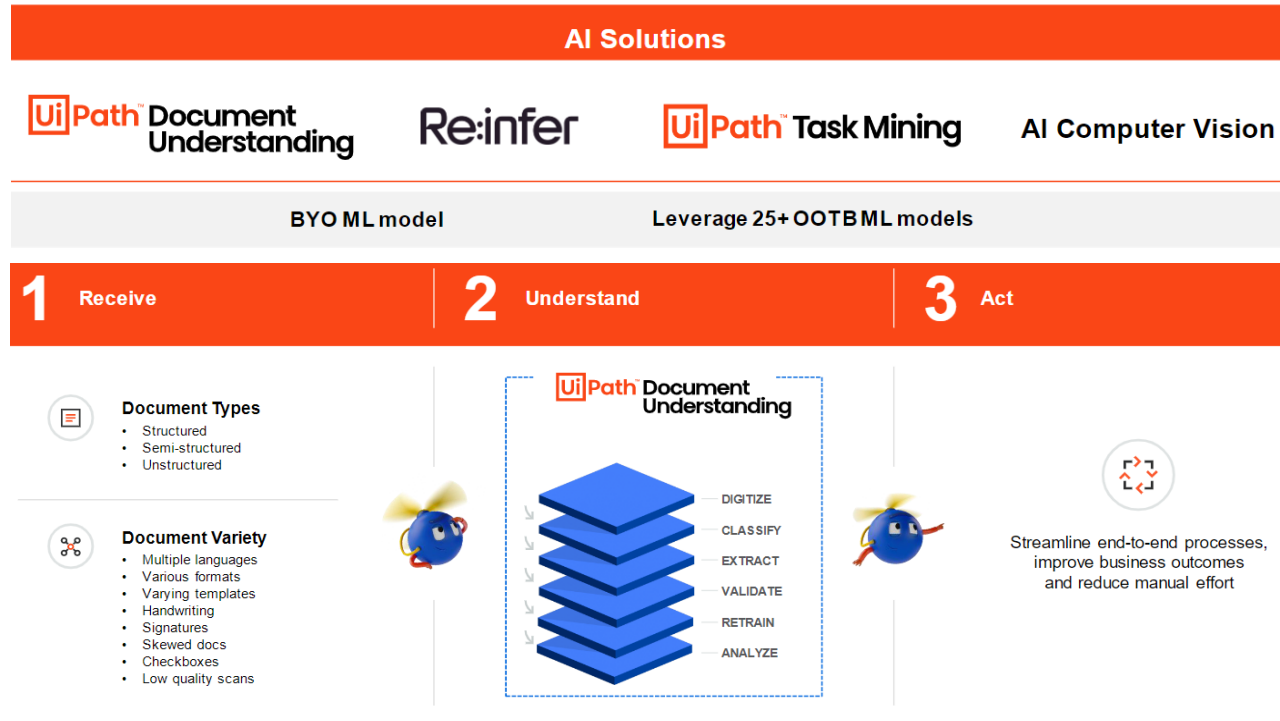 AI Solutions
UiPath™ Document
Understanding
Re:infer
UiPath™ Task Mining
AI Computer Vision
BYO ML model
Leverage 25+ OOTB ML models
1 Receive
2 Understand
3 Act
Document Types
• Structured
• Semi-structured
• Unstructured
Document Variety
• Multiple languages
• Various formats
• Varying templates
• Handwriting
• Signatures
• Skewed docs
• Checkboxes
• Low quality scans
UiPath™ Document
Understanding
DIGITIZE
CLASSIFY
EXTRACT
VALIDATE
RETRAIN
ANALYZE
Streamline end-to-end processes,
improve business outcomes
and reduce manual effort